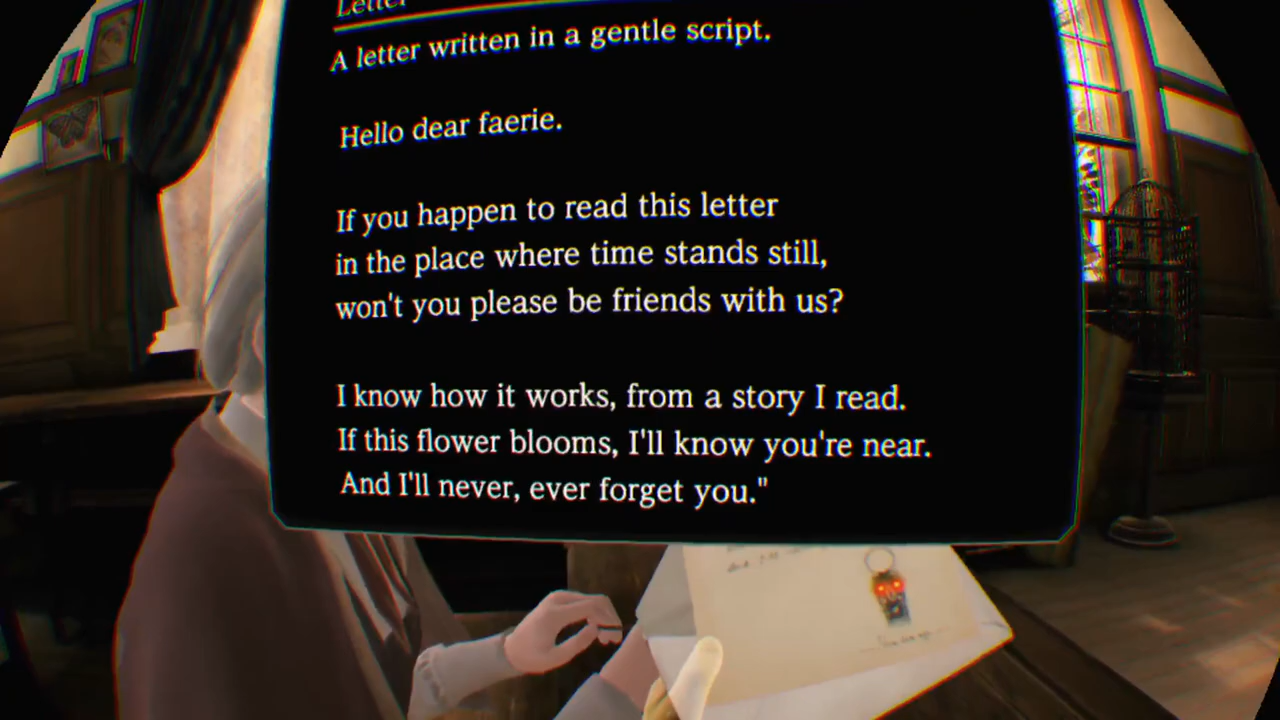 Letter
A letter written in a gentle script.
Hello dear faerie.
If you happen to read this letter
in the place where time stands still,
won't you please be friends with us?
I know how it works, from a story I read.
If this flower blooms, I'll know you're near.
And I'll never, ever forget you."